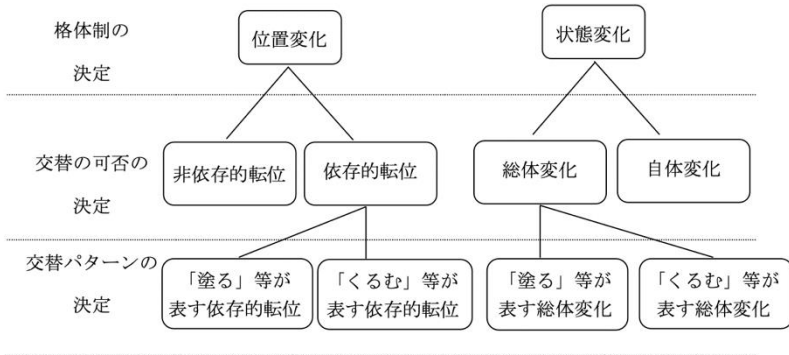 格体制の
決定
位置変化
状態変化
交替の可否の
決定
非依存的転位
依存的転位
総体変化
自体変化
交替パターンの
決定
「塗る」等が
表す依存的転位
「くるむ」等が
表す依存的転位
「塗る」等が
表す総体変化
「くるむ」等が
表す総体変化